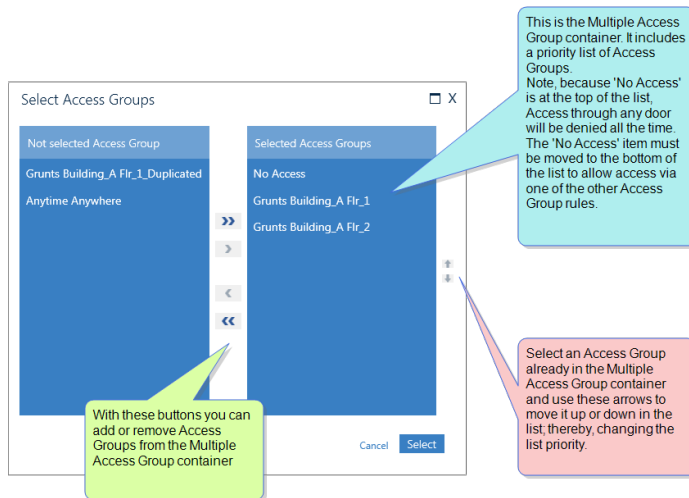 This is the Multiple Access
Group container. It includes
a priority list of Access
Groups.
Note, because 'No Access'
is at the top of the list,
Access through any door
will be denied all the time.
The 'No Access' item must
be moved to the bottom of
the list to allow access via
one of the other Access
Group rules.
Select Access Groups
X
Not selected Access Group
Grunts Building_A Flr_1_Duplicated
Anytime Anywhere
Selected Access Groups
No Access
Grunts Building_A Flr_1
Grunts Building_A Flr_2
Select an Access Group
already in the Multiple
Access Group container
and use these arrows to
move it up or down in the
list; thereby, changing the
list priority.
With these buttons you can
add or remove Access
Groups from the Multiple
Access Group container
Cancel
Select